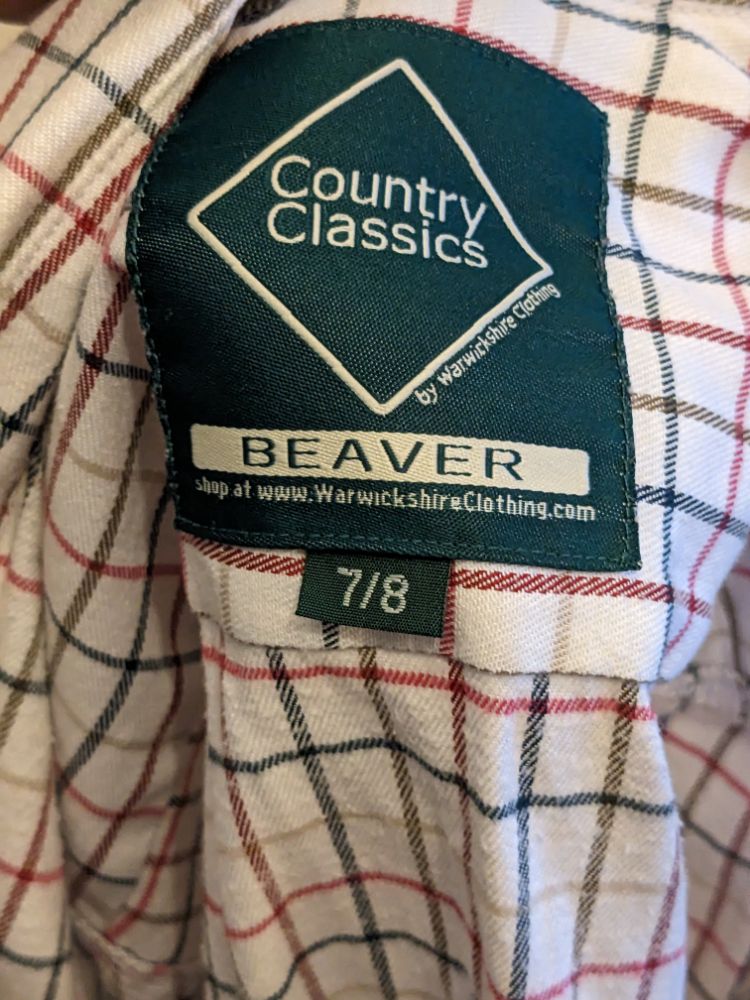 Country
Classics
by Warwickshire Clothing
BEAVER
shop at www.WarwickshireClothing.com
7/8